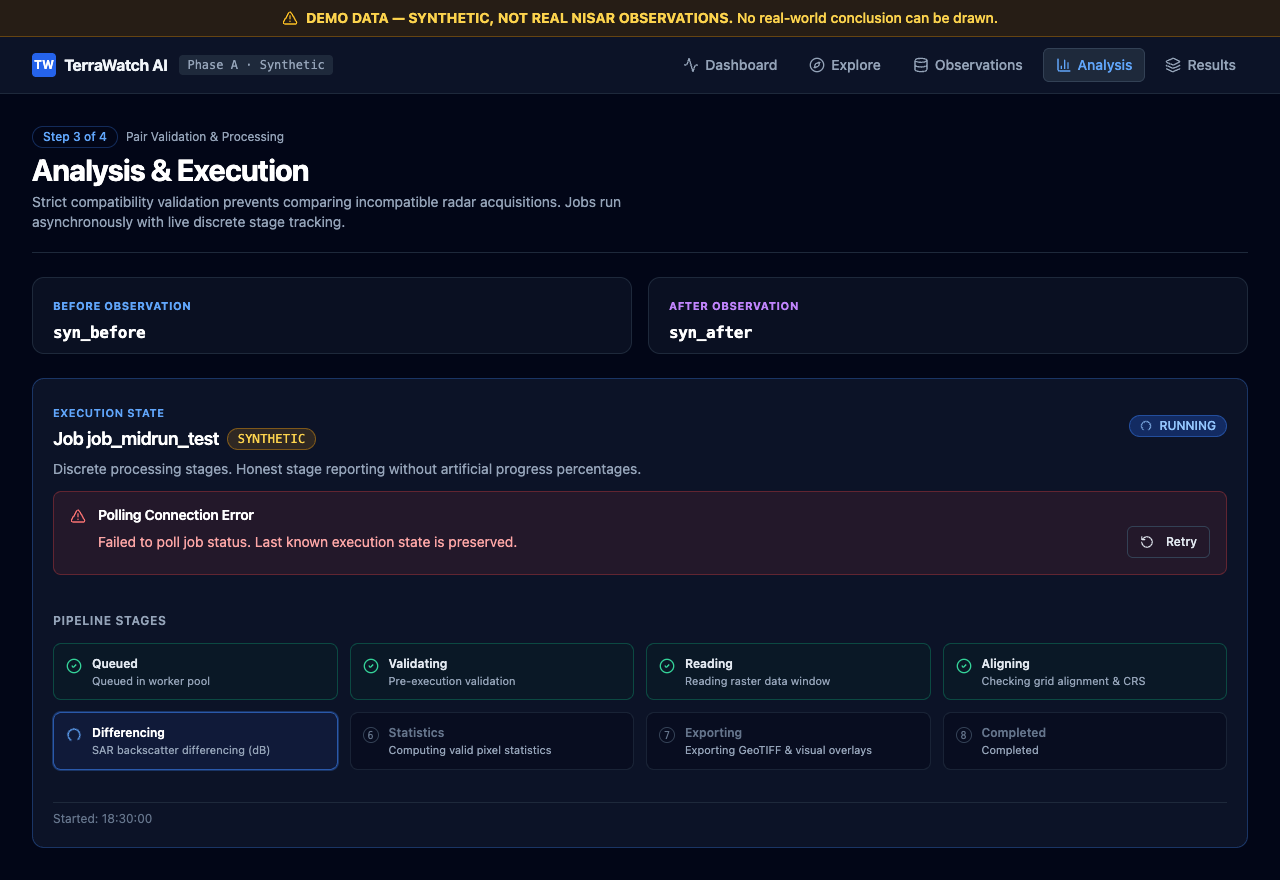 DEMO DATA — SYNTHETIC, NOT REAL NISAR OBSERVATIONS. No real-world conclusion can be drawn.
TW TerraWatch AI Phase A · Synthetic Dashboard Explore Observations Analysis Results
Step 3 of 4 Pair Validation & Processing
Analysis & Execution
Strict compatibility validation prevents comparing incompatible radar acquisitions. Jobs run
asynchronously with live discrete stage tracking.
BEFORE OBSERVATION
syn_before
AFTER OBSERVATION
syn_after
EXECUTION STATE
Job job_midrun_test SYNTHETIC
RUNNING
Discrete processing stages. Honest stage reporting without artificial progress percentages.
Polling Connection Error
Failed to poll job status. Last known execution state is preserved.
Retry
PIPELINE STAGES
Queued
Queued in worker pool
Validating
Pre-execution validation
Reading
Reading raster data window
Aligning
Checking grid alignment & CRS
Differencing
SAR backscatter differencing (dB)
6 Statistics
Computing valid pixel statistics
7 Exporting
Exporting GeoTIFF & visual overlays
8 Completed
Completed
Started: 18:30:00